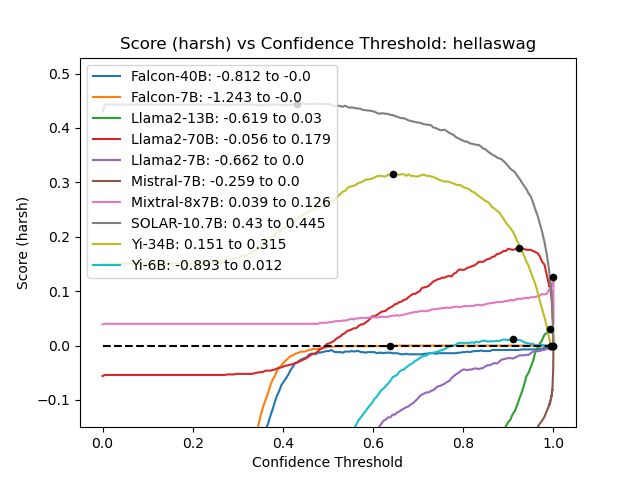 Score (harsh) vs Confidence Threshold: hellaswag
Score (harsh)
0.5
0.4
0.3
0.2
0.1
0.0
−0.1
Falcon-40B: -0.812 to -0.0
Falcon-7B: -1.243 to -0.0
Llama2-13B: -0.619 to 0.03
Llama2-70B: -0.056 to 0.179
Llama2-7B: -0.662 to 0.0
Mistral-7B: -0.259 to 0.0
Mixtral-8x7B: 0.039 to 0.126
SOLAR-10.7B: 0.43 to 0.445
Yi-34B: 0.151 to 0.315
Yi-6B: -0.893 to 0.012
0.0
0.2
0.4
0.6
0.8
1.0
Confidence Threshold